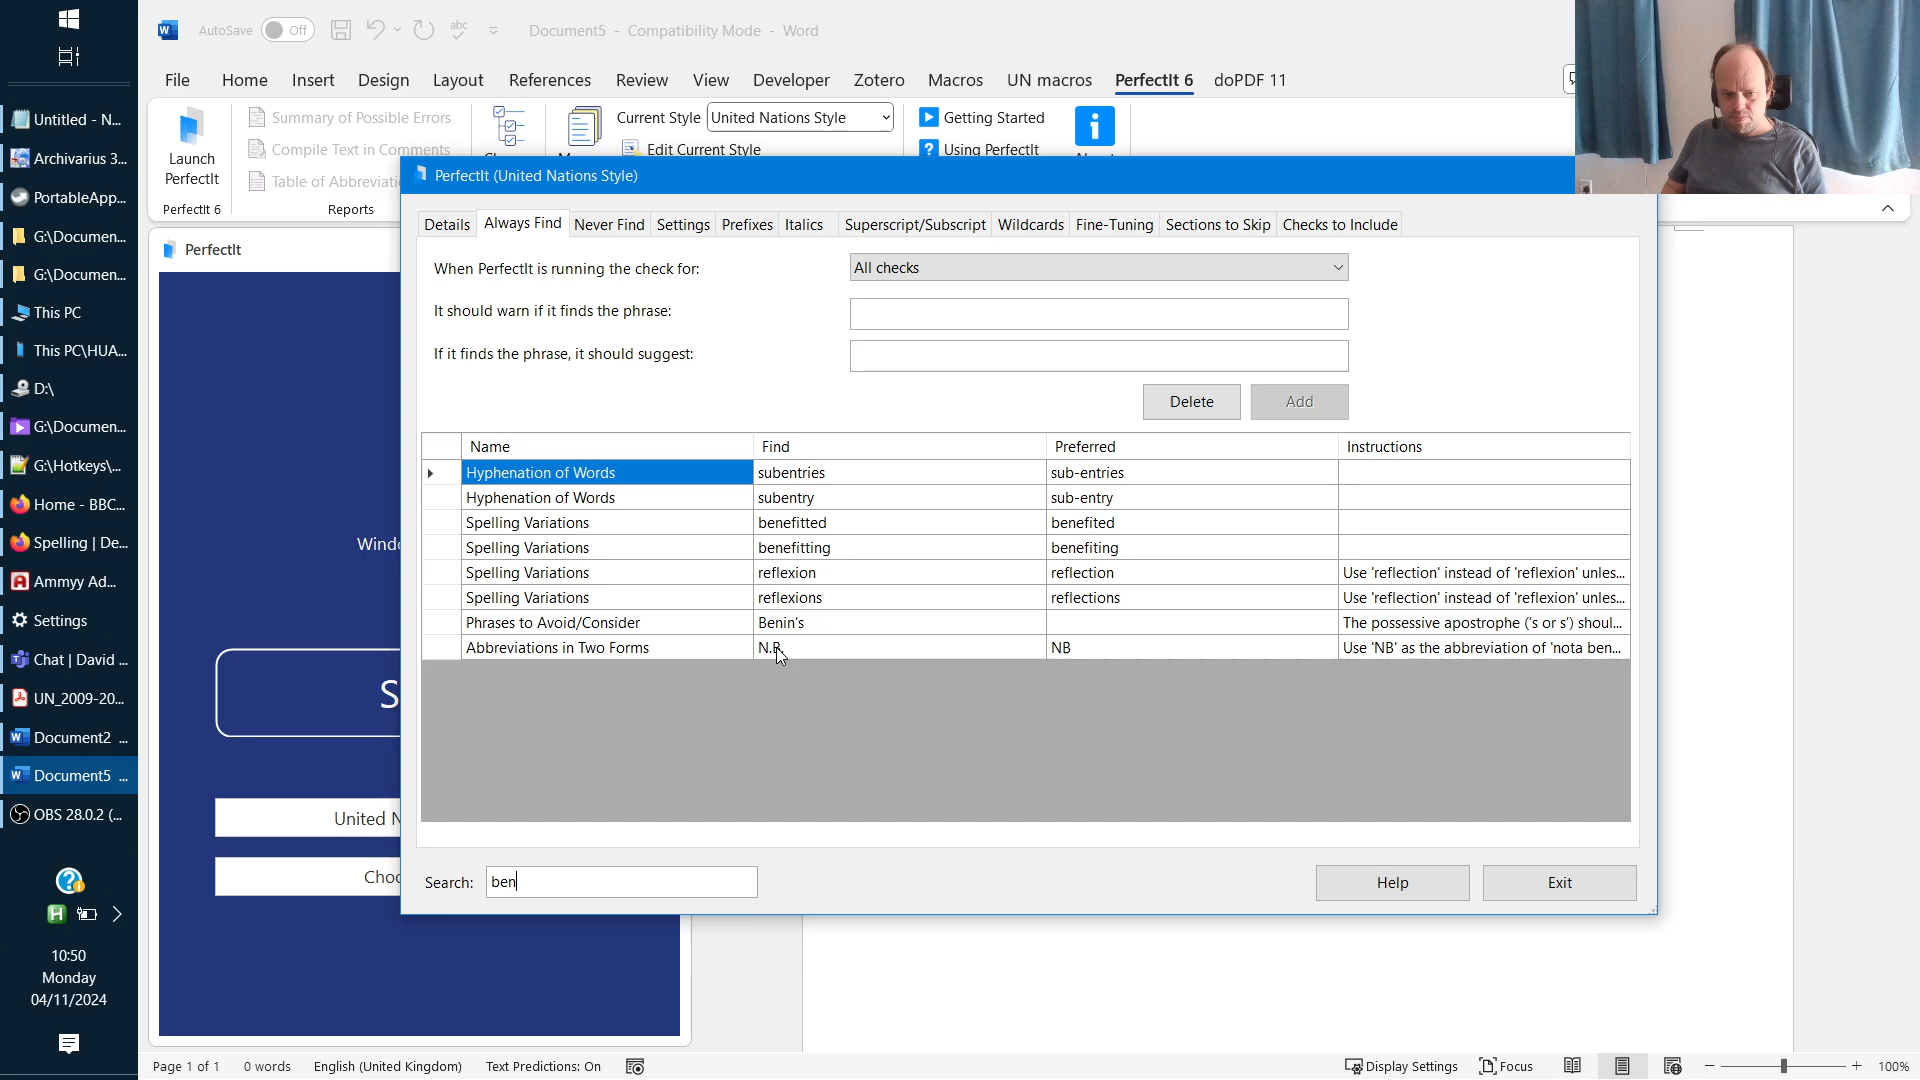 AutoSave Off Document5 - Compatibility Mode - Word
File Home Insert Design Layout References Review View Developer Zotero Macros UN macros PerfectIt 6 doPDF 11
Launch PerfectIt
PerfectIt 6
Summary of Possible Errors
Compile Text in Comments
Table of
Reports
Current Style United Nations Style
Edit Current Style
Getting Started
Using PerfectIt
Untitled - N...
Archivarius 3...
PortableApp...
G:\Documen...
G:\Documen...
This PC
This PC\HUA...
D:\
G:\Documen...
G:\Hotkeys\...
Home - BBC...
Spelling | De...
Ammyy Ad...
Settings
Chat | David ...
UN_2009-20...
Document2 ...
Document5 ...
OBS 28.0.2 (...
10:50
Monday
04/11/2024
PerfectIt
PerfectIt (United Nations Style)
Details Always Find Never Find Settings Prefixes Italics Superscript/Subscript Wildcards Fine-Tuning Sections to Skip Checks to Include
When PerfectIt is running the check for: All checks
It should warn if it finds the phrase:
If it finds the phrase, it should suggest:
Delete Add
Name Find Preferred Instructions
Hyphenation of Words subentries sub-entries
Hyphenation of Words subentry sub-entry
Spelling Variations benefitted benefited
Spelling Variations benefitting benefiting
Spelling Variations reflexion reflection Use 'reflection' instead of 'reflexion' unles...
Spelling Variations reflexions reflections Use 'reflection' instead of 'reflexion' unles...
Phrases to Avoid/Consider Benin's The possessive apostrophe ('s or s') shoul...
Abbreviations in Two Forms N.B. NB Use 'NB' as the abbreviation of 'nota ben...
Search: ben Help Exit
United N
Page 1 of 1 0 words English (United Kingdom) Text Predictions: On Display Settings Focus 100%